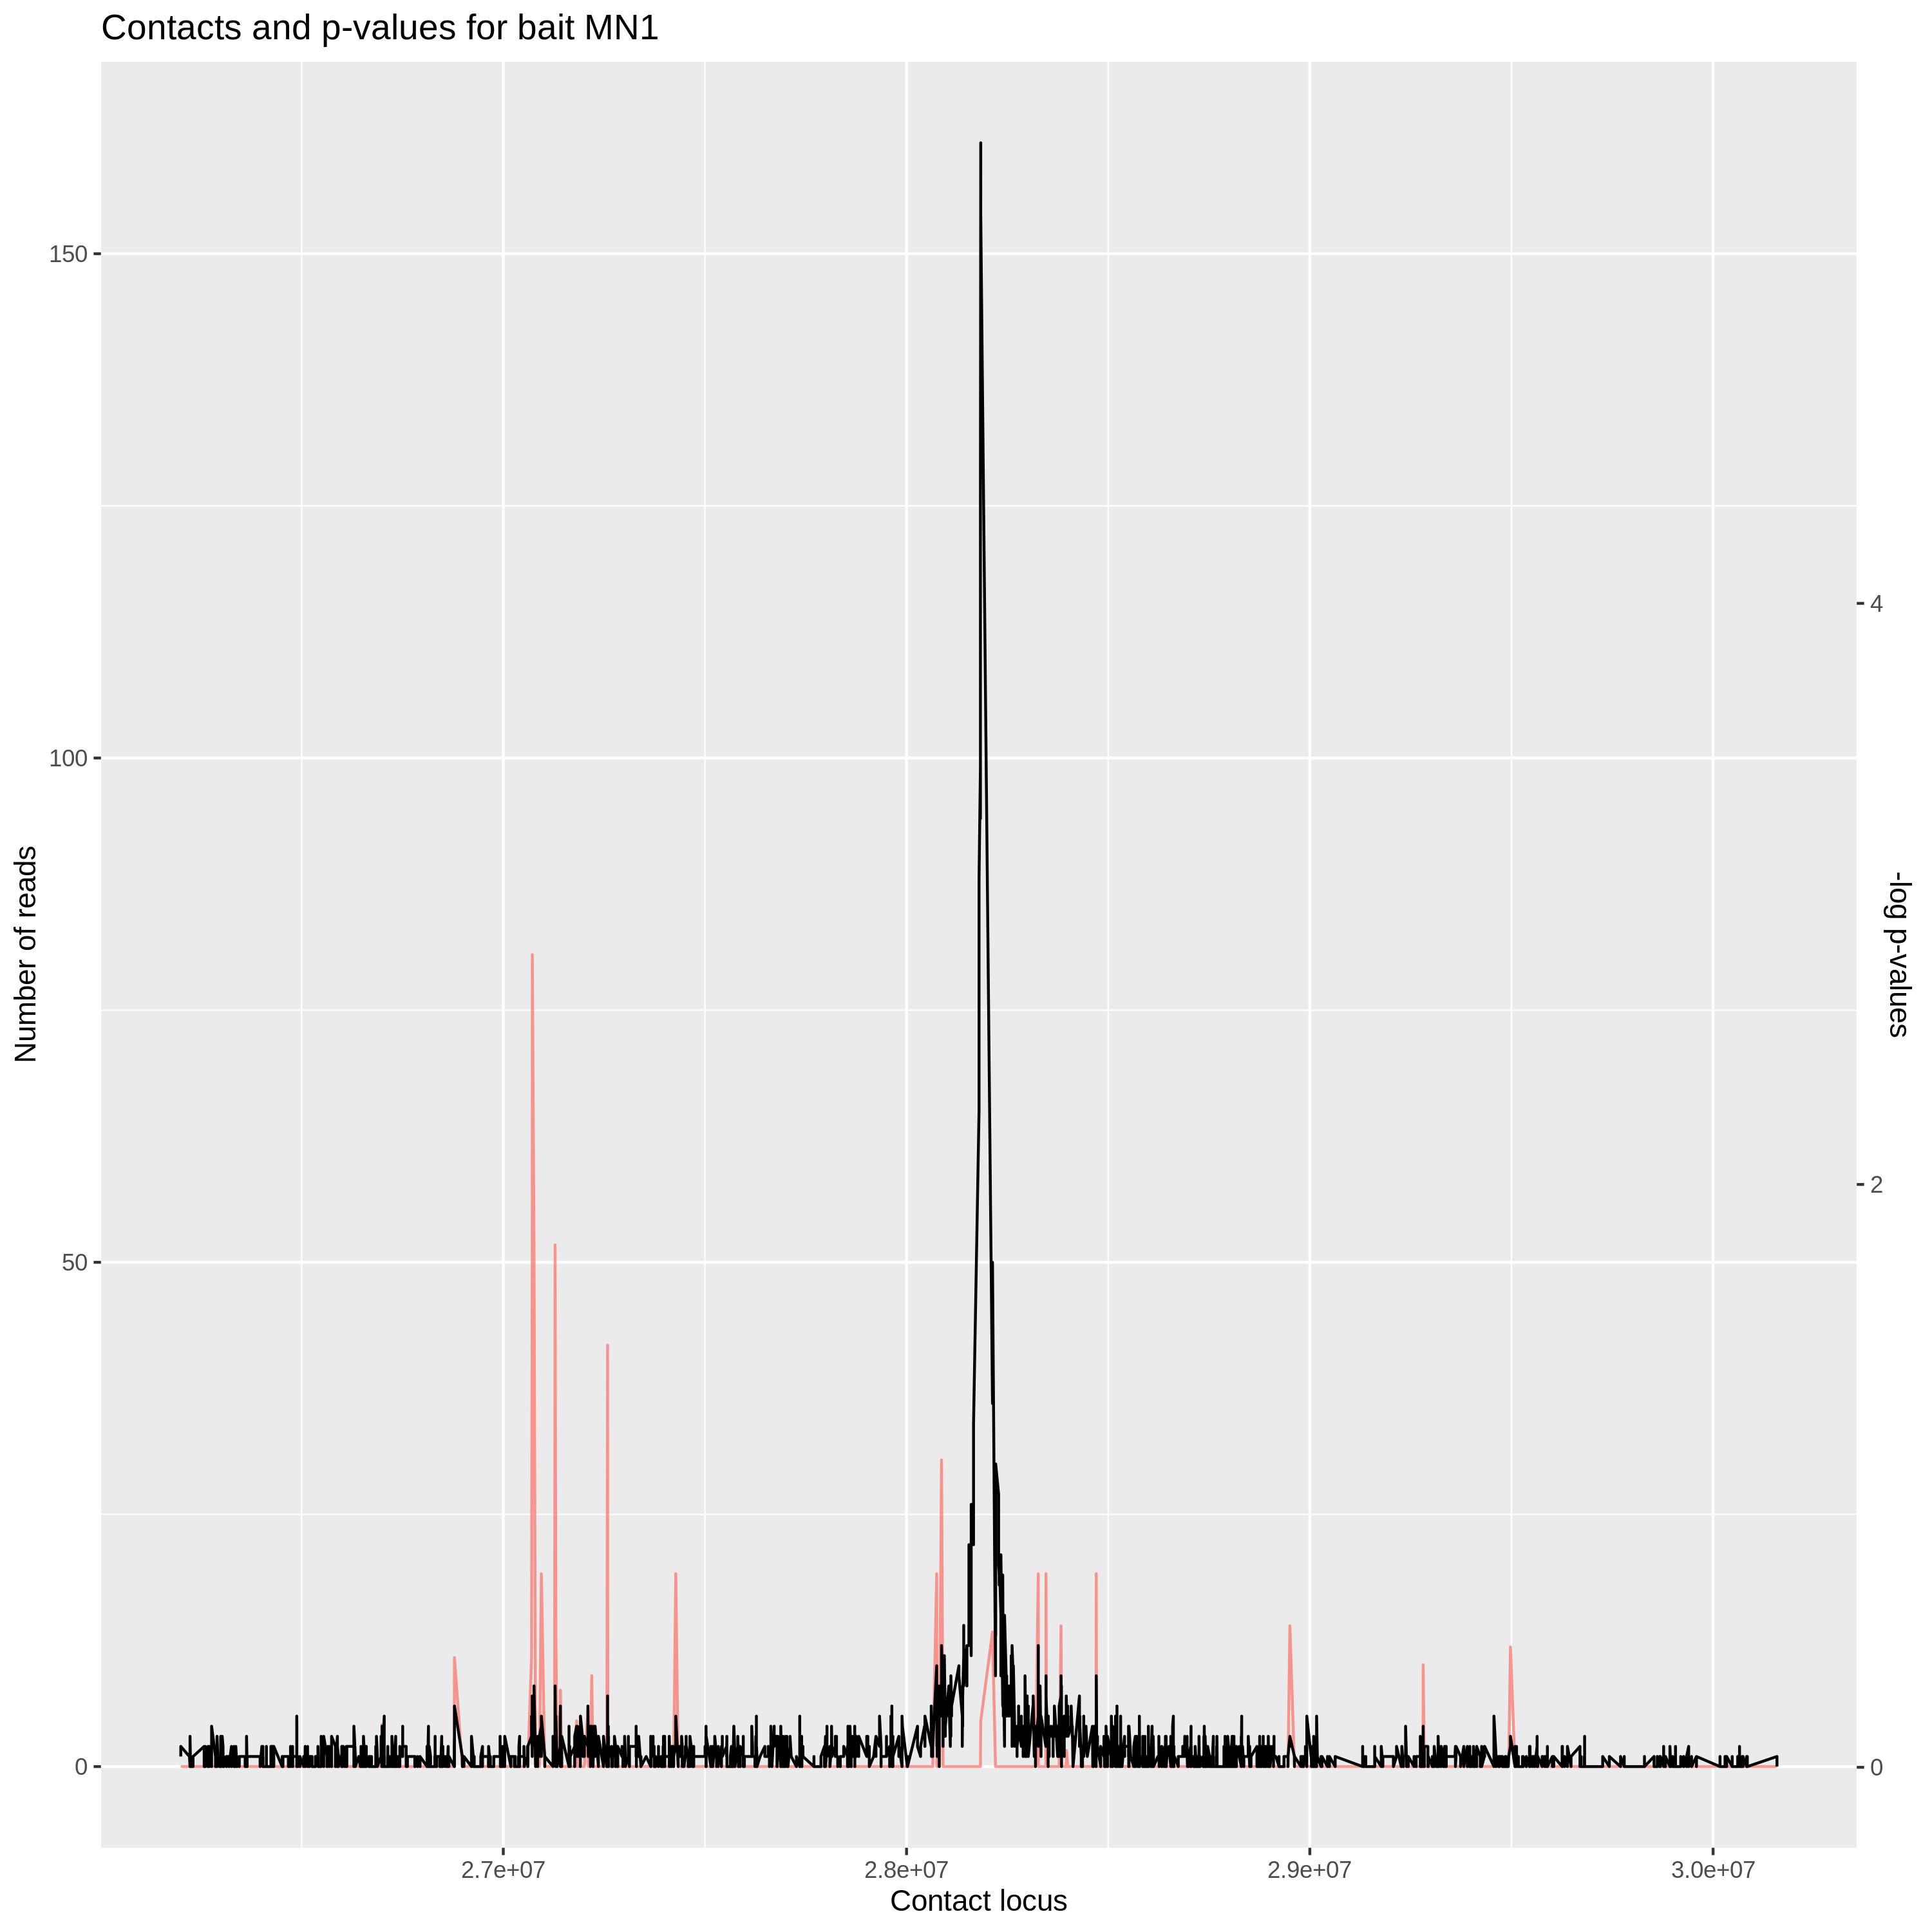 Contacts and p-values for bait MN1
150
100
50
0
4
2
0
Number of reads
-log p-values
2.7e+07
2.8e+07
2.9e+07
3.0e+07
Contact locus